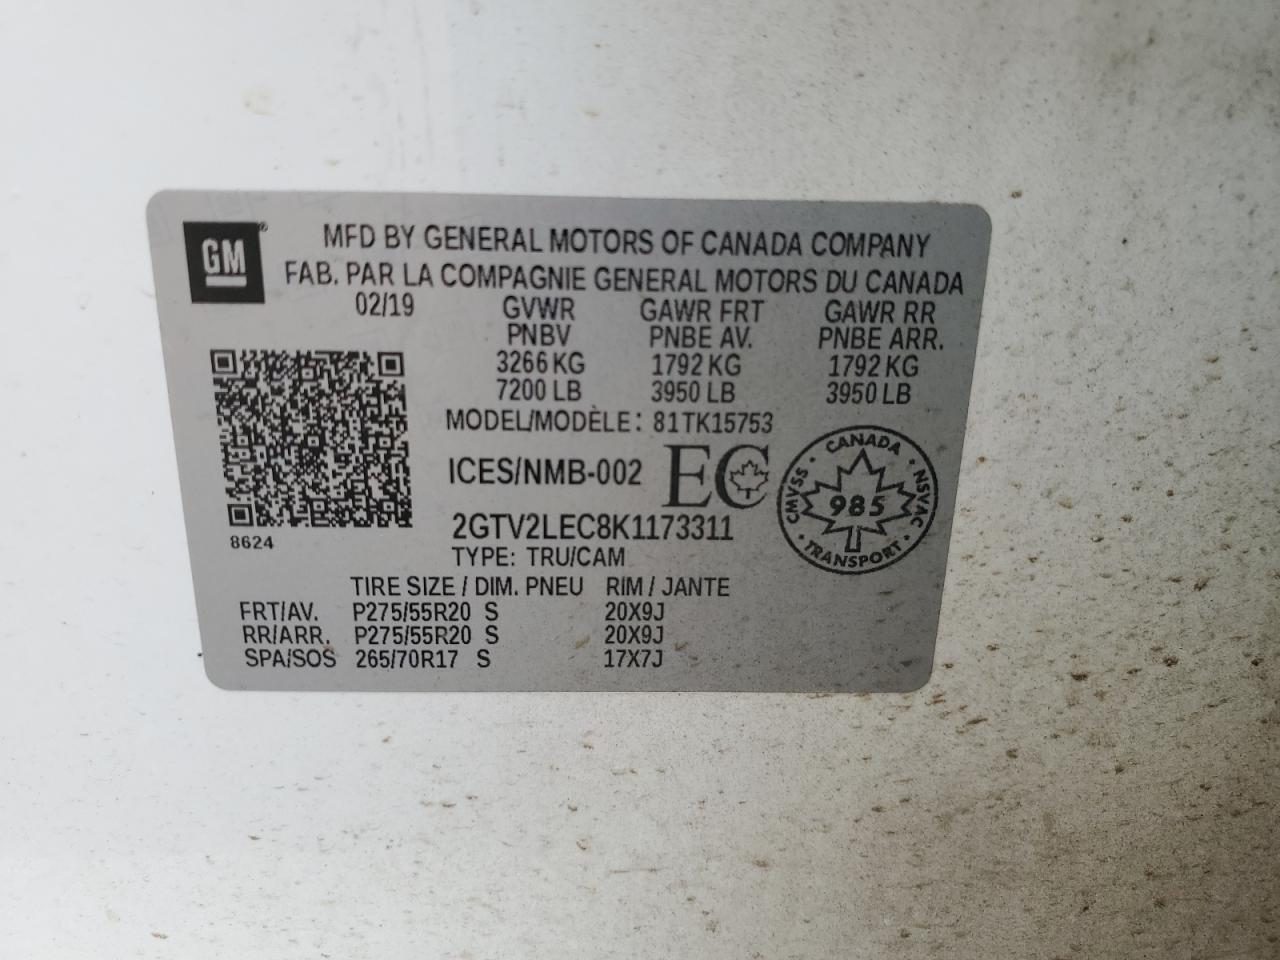 GM®
MFD BY GENERAL MOTORS OF CANADA COMPANY
FAB. PAR LA COMPAGNIE GENERAL MOTORS DU CANADA
02/19 GVWR GAWR FRT GAWR RR
PNBV PNBE AV. PNBE ARR.
3266 KG 1792 KG 1792 KG
7200 LB 3950 LB 3950 LB
MODEL/MODÈLE: 81TK15753
ICES/NMB-002 EC
CANADA
CMVSS 985 NSVAC
TRANSPORT
2GTV2LEC8K1173311
8624
TYPE: TRU/CAM
TIRE SIZE / DIM. PNEU RIM / JANTE
FRT/AV. P275/55R20 S 20X9J
RR/ARR. P275/55R20 S 20X9J
SPA/SOS 265/70R17 S 17X7J